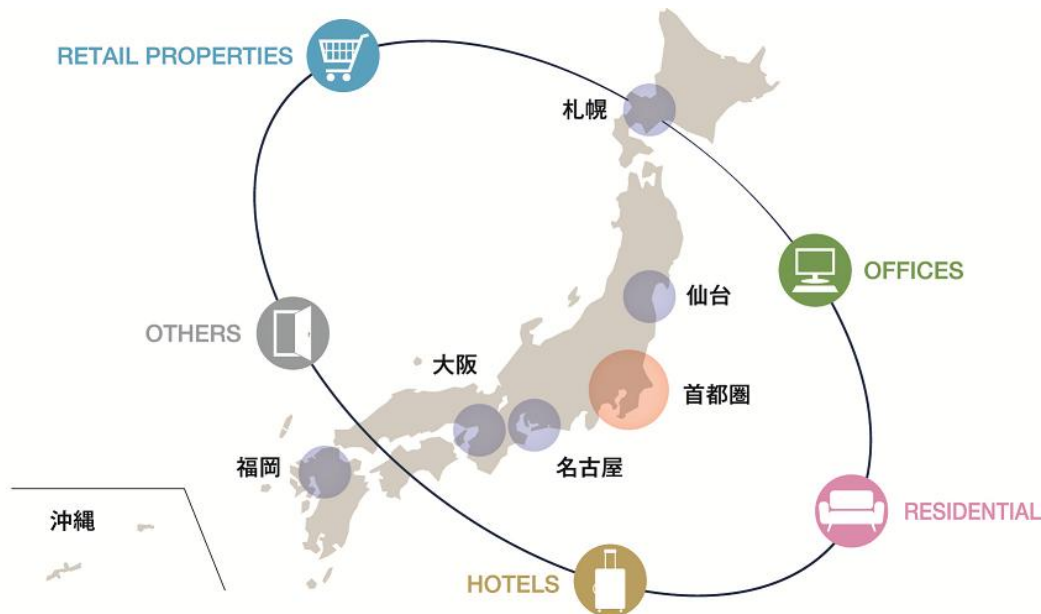 RETAIL PROPERTIES
札幌
OFFICES
仙台
OTHERS
大阪
首都圏
福岡
名古屋
沖縄
RESIDENTIAL
HOTELS